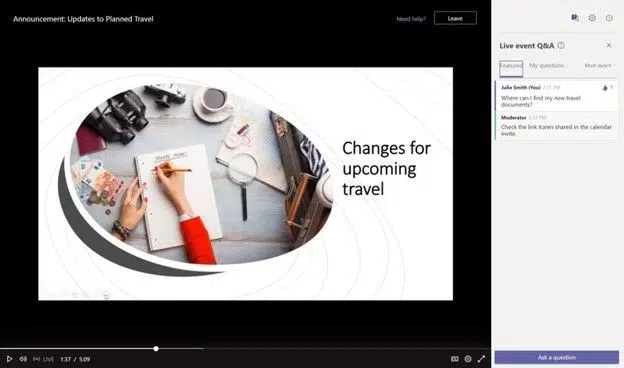 Announcement: Updates to Planned Travel
Need help?
Leave
TRAVEL PLAN
Changes for
upcoming
travel
LIVE
1:37 / 5:09
Live event Q&A
Featured
My questions
Most recent
Julie Smith (You) 2:51 PM
1
Where can I find my new travel
documents?
Moderator 2:52 PM
Check the link Karen shared in the calendar
invite.
Ask a question